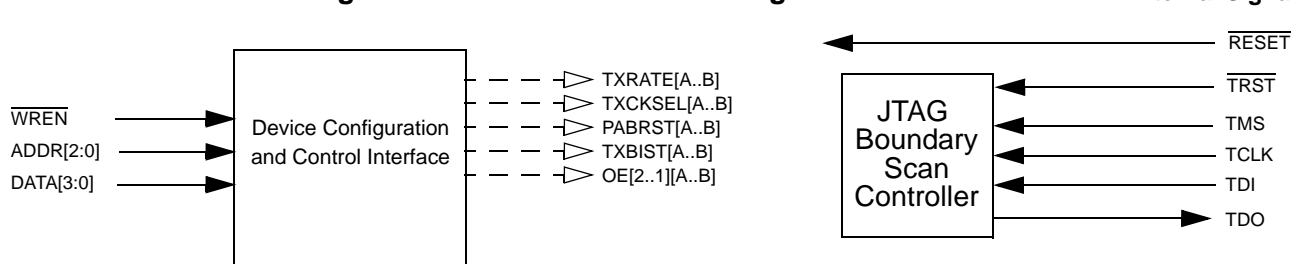 WREN
ADDR[2:0]
DATA[3:0]
Device Configuration
and Control Interface
TXRATE[A..B]
TXCKSEL[A..B]
PABRST[A..B]
TXBIST[A..B]
OE[2..1][A..B]
RESET
JTAG
Boundary
Scan
Controller
TRST
TMS
TCLK
TDI
TDO